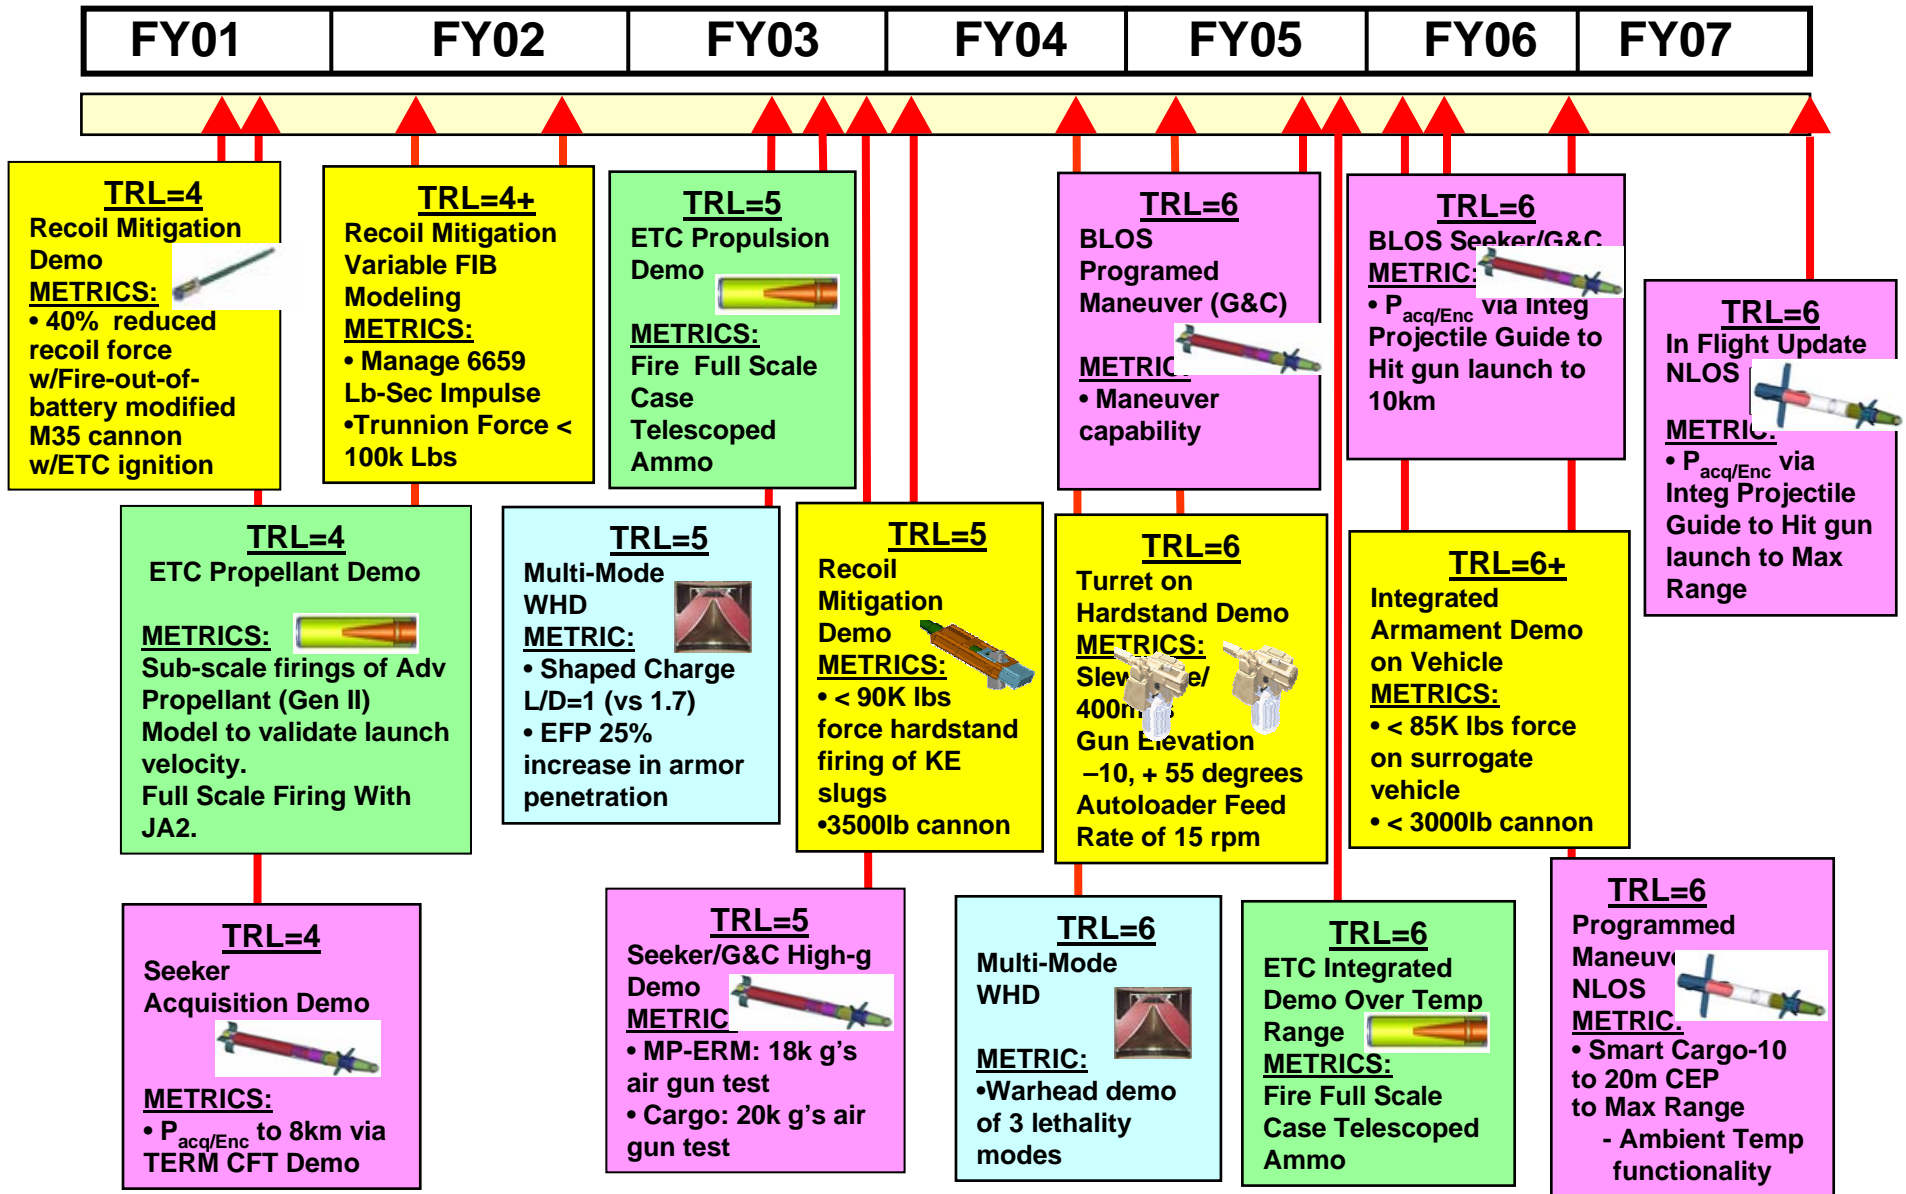 FY01 FY02 FY03 FY04 FY05 FY06 FY07
TRL=4
Recoil Mitigation
Demo
METRICS:
• 40% reduced
recoil force
w/Fire-out-of-
battery modified
M35 cannon
w/ETC ignition
TRL=4+
Recoil Mitigation
Variable FIB
Modeling
METRICS:
• Manage 6659
Lb-Sec Impulse
•Trunnion Force <
100k Lbs
TRL=5
ETC Propulsion
Demo
METRICS:
Fire Full Scale
Case
Telescoped
Ammo
TRL=6
BLOS
Programed
Maneuver (G&C)
METRIC:
• Maneuver
capability
TRL=6
BLOS Seeker/G&C
METRIC:
• Pacq/Enc via Integ
Projectile Guide to
Hit gun launch to
10km
TRL=6
In Flight Update
NLOS
METRIC:
• Pacq/Enc via
Integ Projectile
Guide to Hit gun
launch to Max
Range
TRL=4
ETC Propellant Demo
METRICS:
Sub-scale firings of Adv
Propellant (Gen II)
Model to validate launch
velocity.
Full Scale Firing With
JA2.
TRL=5
Multi-Mode
WHD
METRIC:
• Shaped Charge
L/D=1 (vs 1.7)
• EFP 25%
increase in armor
penetration
TRL=5
Recoil
Mitigation
Demo
METRICS:
• < 90K lbs
force hardstand
firing of KE
slugs
•3500lb cannon
TRL=6
Turret on
Hardstand Demo
METRICS:
Slew
Gun Elevation
–10, + 55 degrees
Autoloader Feed
Rate of 15 rpm
TRL=6+
Integrated
Armament Demo
on Vehicle
METRICS:
• < 85K lbs force
on surrogate
vehicle
• < 3000lb cannon
TRL=4
Seeker
Acquisition Demo
METRICS:
• Pacq/Enc to 8km via
TERM CFT Demo
TRL=5
Seeker/G&C High-g
Demo
METRIC
• MP-ERM: 18k g's
air gun test
• Cargo: 20k g's air
gun test
TRL=6
Multi-Mode
WHD
METRIC:
•Warhead demo
of 3 lethality
modes
TRL=6
ETC Integrated
Demo Over Temp
Range
METRICS:
Fire Full Scale
Case Telescoped
Ammo
TRL=6
Programmed
Maneuver
NLOS
METRIC:
• Smart Cargo-10
to 20m CEP
to Max Range
- Ambient Temp
functionality